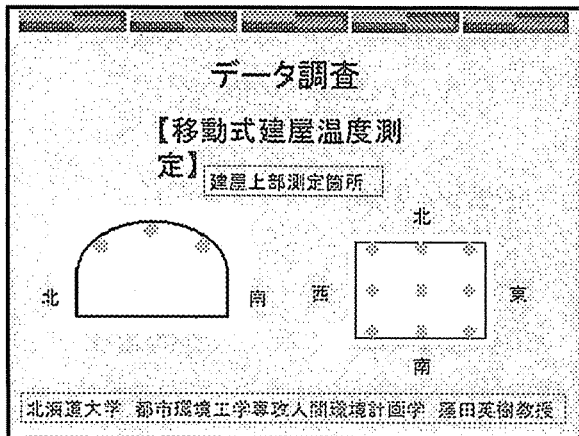 データ調査
【移動式建屋温度測
定】
建屋上部測定箇所
北
北
南
西
東
南
北海道大学 都市環境工学専攻人間環境計画学 窪田英樹教授